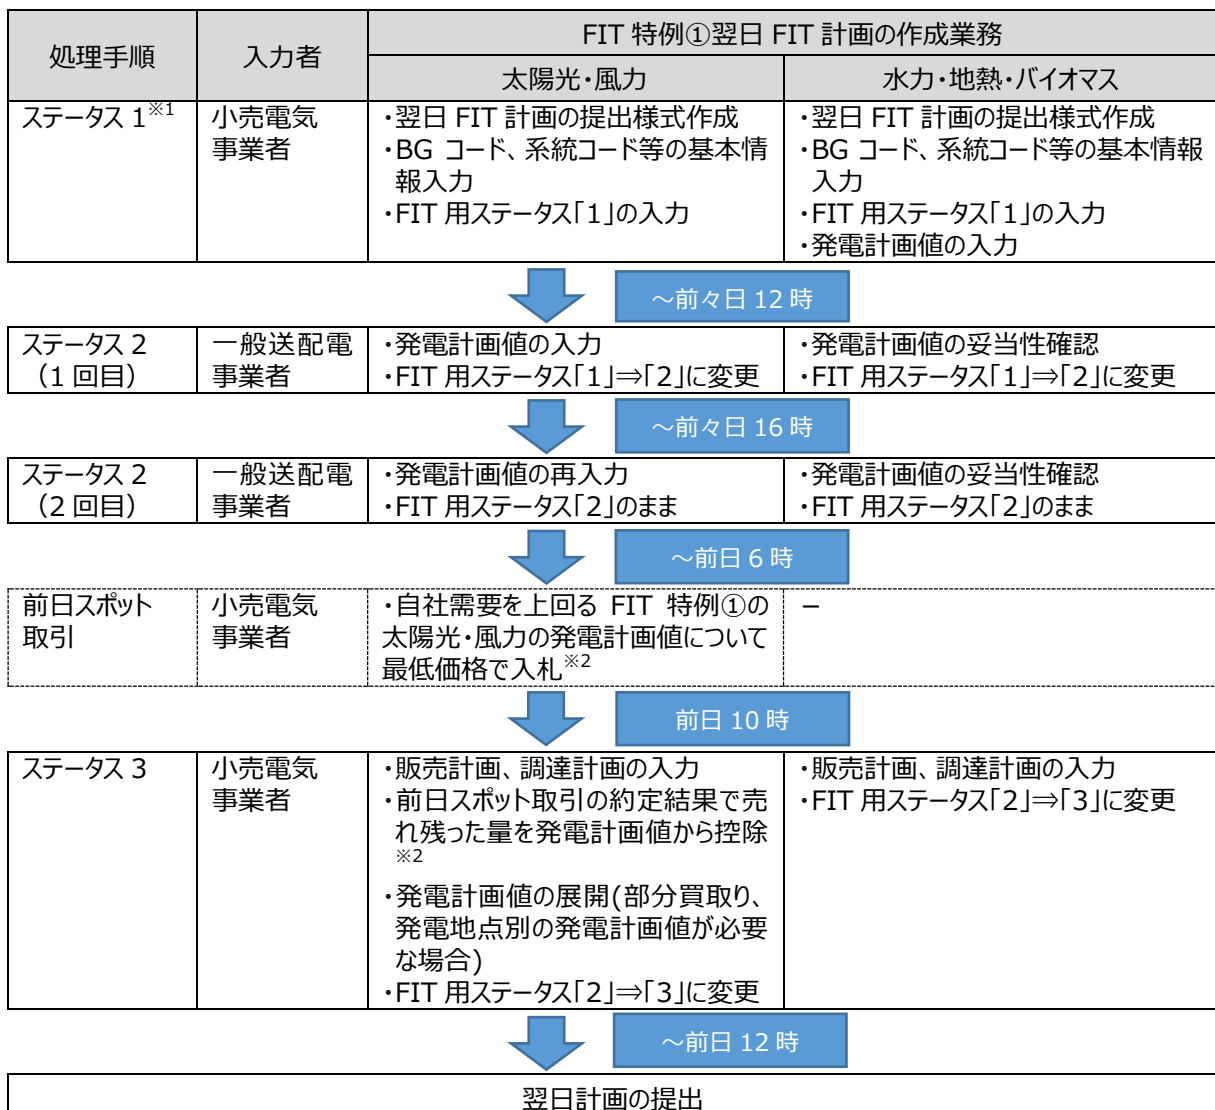 処理手順
入力者
FIT 特例①翌日 FIT 計画の作成業務
太陽光・風力
水力・地熱・バイオマス
ステータス 1※1
小売電気
事業者
・翌日 FIT 計画の提出様式作成
・BG コード、系統コード等の基本情
報入力
・FIT 用ステータス「1」の入力
・翌日 FIT 計画の提出様式作成
・BG コード、系統コード等の基本情報
入力
・FIT 用ステータス「1」の入力
・発電計画値の入力
～前々日 12 時
ステータス 2
(1 回目)
一般送配電
事業者
・発電計画値の入力
・FIT 用ステータス「1」⇒「2」に変更
・発電計画値の妥当性確認
・FIT 用ステータス「1」⇒「2」に変更
～前々日 16 時
ステータス 2
(2 回目)
一般送配電
事業者
・発電計画値の再入力
・FIT 用ステータス「2」のまま
・発電計画値の妥当性確認
・FIT 用ステータス「2」のまま
～前日 6 時
前日スポット
取引
小売電気
事業者
・自社需要を上回る FIT 特例①の
太陽光・風力の発電計画値について
最低価格で入札※2
－
前日 10 時
ステータス 3
小売電気
事業者
・販売計画、調達計画の入力
・前日スポット取引の約定結果で売
れ残った量を発電計画値から控除
※2
・発電計画値の展開(部分買取り、
発電地点別の発電計画値が必要
な場合)
・FIT 用ステータス「2」⇒「3」に変更
・販売計画、調達計画の入力
・FIT 用ステータス「2」⇒「3」に変更
～前日 12 時
翌日計画の提出